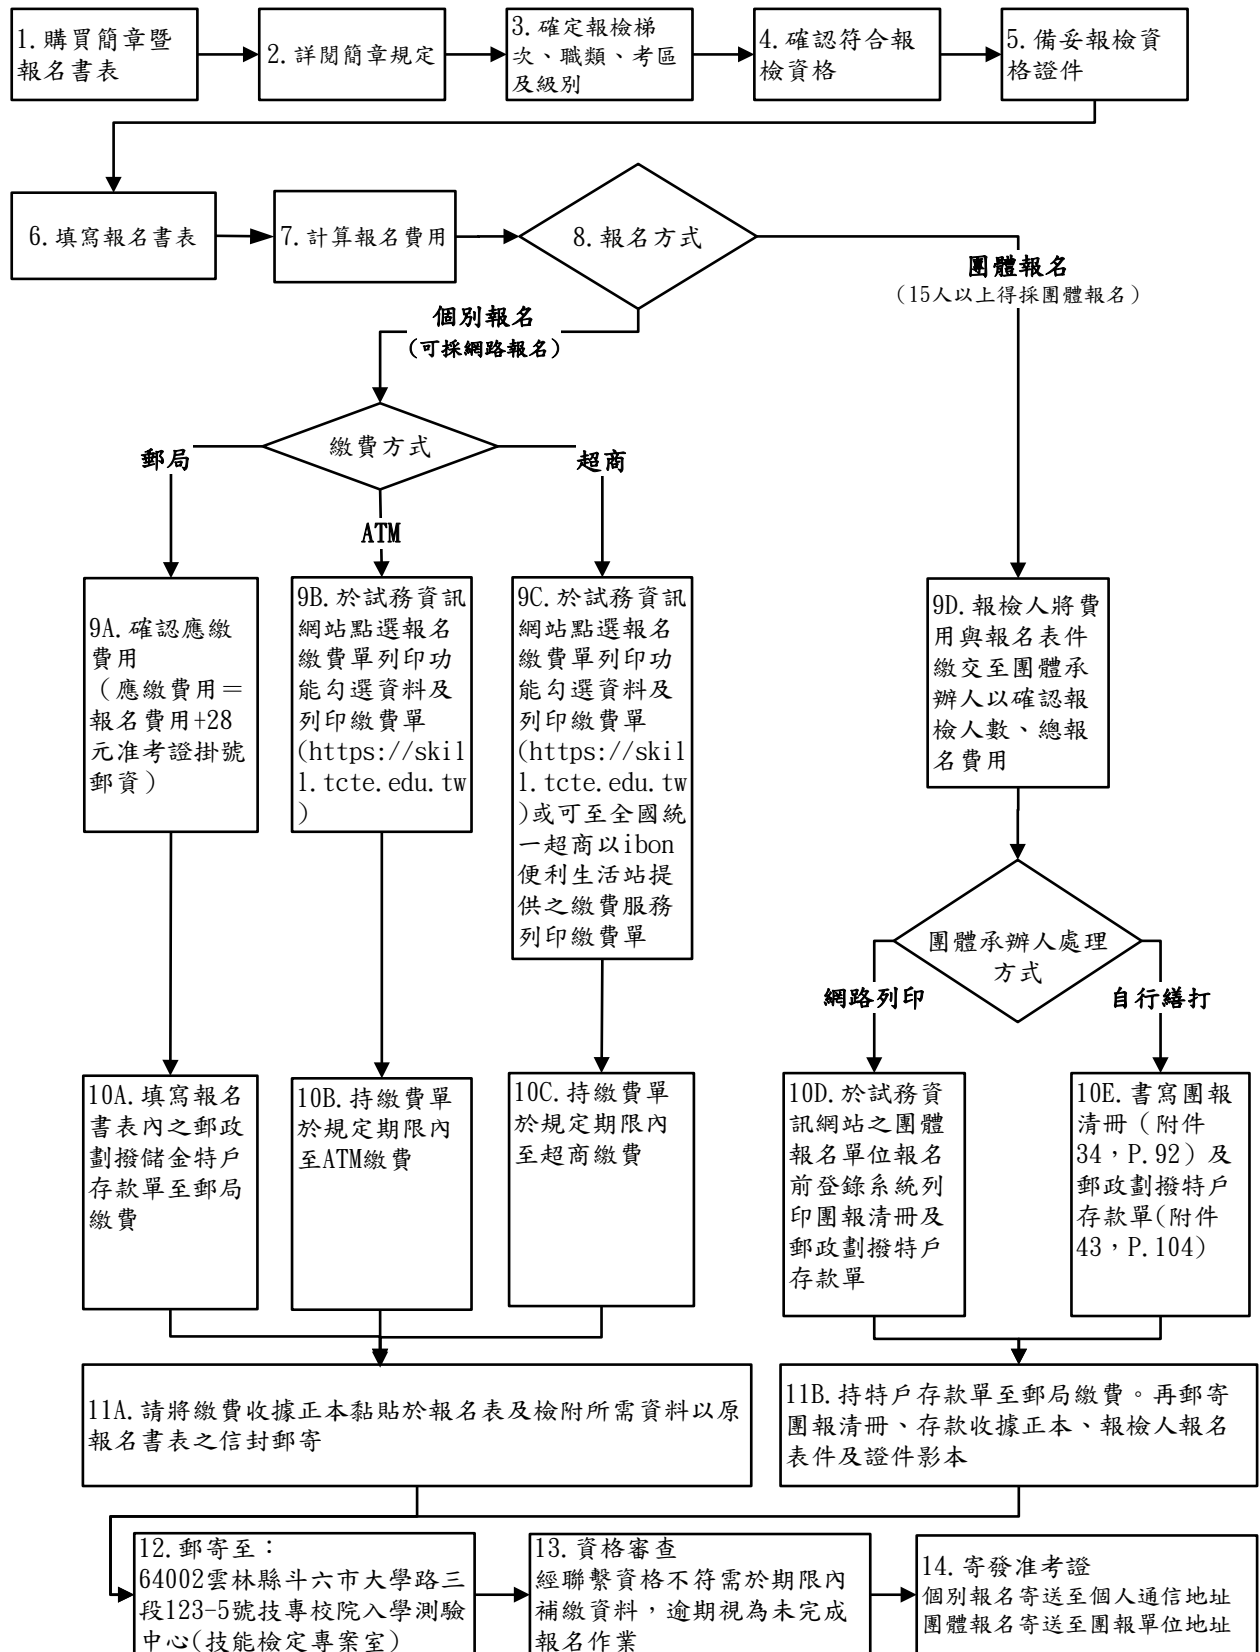 1.購買簡章暨
報名書表
2.詳閱簡章規定
3.確定報檢梯
次、職類、考區
及級別
4.確認符合報
檢資格
5.備妥報檢資
格證件
6.填寫報名書表
7.計算報名費用
8.報名方式
團體報名
（15人以上得採團體報名）
個別報名
(可採網路報名)
繳費方式
郵局
ATM
超商
9A.確認應繳
費用
（應繳費用＝
報名費用+28
元准考證掛號
郵資）
9B.於試務資訊
網站點選報名
繳費單列印功
能勾選資料及
列印繳費單
(https://skil
l.tcte.edu.tw
)
9C.於試務資訊
網站點選報名
繳費單列印功
能勾選資料及
列印繳費單
(https://skil
l.tcte.edu.tw
)或可至全國統
一超商以ibon
便利生活站提
供之繳費服務
列印繳費單
9D.報檢人將費
用與報名表件
繳交至團體承
辦人以確認報
檢人數、總報
名費用
團體承辦人處理
方式
網路列印
自行繕打
10A.填寫報名
書表內之郵政
劃撥儲金特戶
存款單至郵局
繳費
10B.持繳費單
於規定期限內
至ATM繳費
10C.持繳費單
於規定期限內
至超商繳費
10D.於試務資
訊網站之團體
報名單位報名
前登錄系統列
印團報清冊及
郵政劃撥特戶
存款單
10E.書寫團報
清冊（附件
34，P.92）及
郵政劃撥特戶
存款單(附件
43，P.104)
11A.請將繳費收據正本黏貼於報名表及檢附所需資料以原
報名書表之信封郵寄
11B.持特戶存款單至郵局繳費。再郵寄
團報清冊、存款收據正本、報檢人報名
表件及證件影本
12.郵寄至：
64002雲林縣斗六市大學路三
段123-5號技專校院入學測驗
中心(技能檢定專案室)
13.資格審查
經聯繫資格不符需於期限內
補繳資料，逾期視為未完成
報名作業
14.寄發准考證
個別報名寄送至個人通信地址
團體報名寄送至團報單位地址